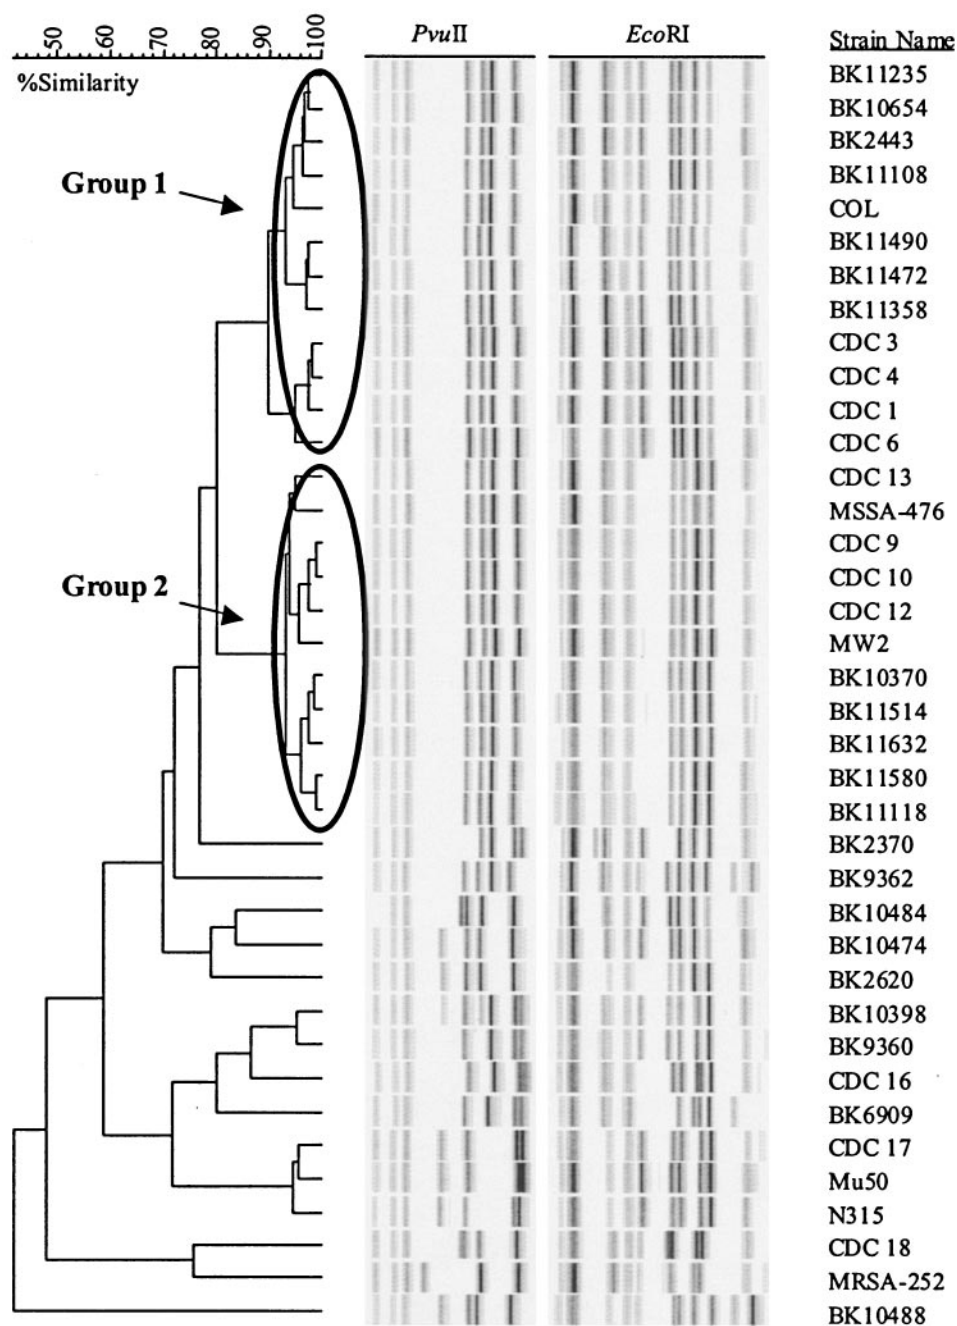 50 60 70 80 90 100
PvuII EcoRI Strain Name
%Similarity
BK11235
BK10654
BK2443
BK11108
Group 1
COL
BK11490
BK11472
BK11358
CDC 3
CDC 4
CDC 1
CDC 6
CDC 13
MSSA-476
CDC 9
CDC 10
Group 2
CDC 12
MW2
BK10370
BK11514
BK11632
BK11580
BK11118
BK2370
BK9362
BK10484
BK10474
BK2620
BK10398
BK9360
CDC 16
BK6909
CDC 17
Mu50
N315
CDC 18
MRSA-252
BK10488